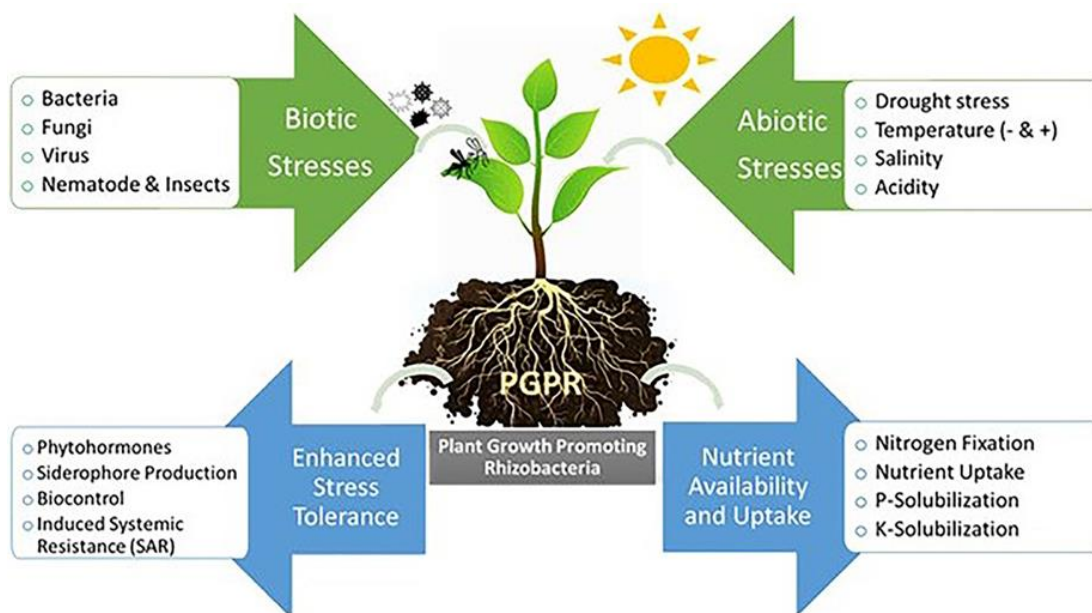 Bacteria
Fungi
Virus
Nematode & Insects
Biotic
Stresses
Abiotic
Stresses
Drought stress
Temperature (- & +)
Salinity
Acidity
PGPR
Plant Growth Promoting
Rhizobacteria
Phytohormones
Siderophore Production
Biocontrol
Induced Systemic
Resistance (SAR)
Enhanced
Stress
Tolerance
Nutrient
Availability
and Uptake
Nitrogen Fixation
Nutrient Uptake
P-Solubilization
K-Solubilization